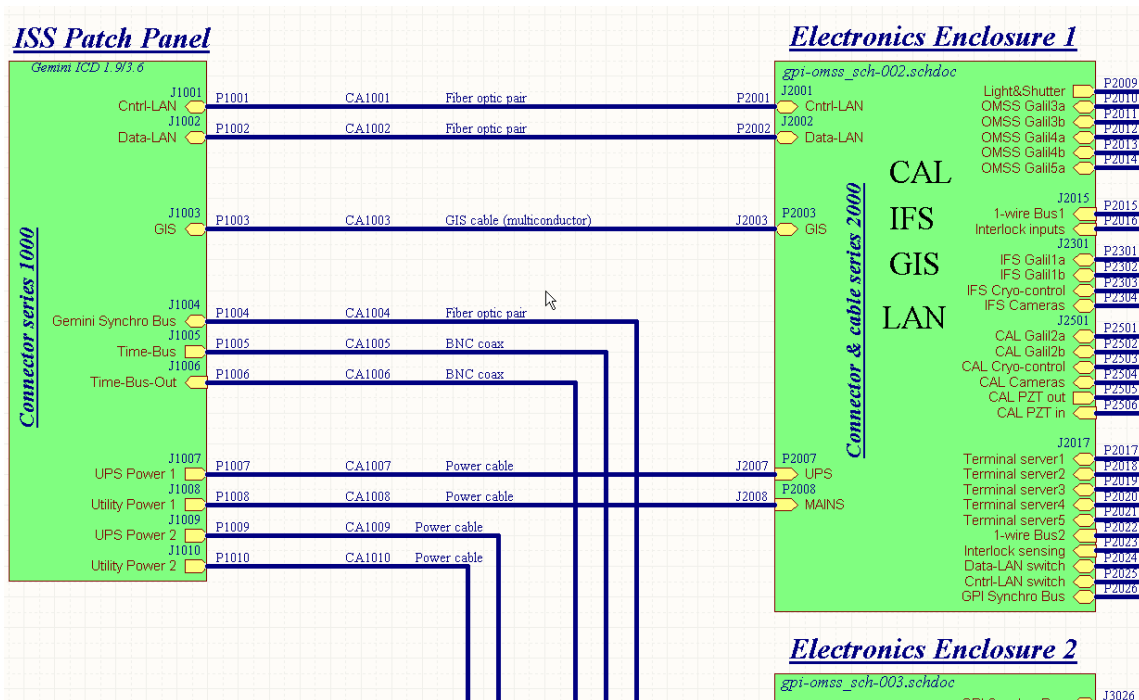 ISS Patch Panel
Gemini ICD 1.9/3.6
J1001
Cntrl-LAN P1001 CA1001 Fiber optic pair P2001
J1002
Data-LAN P1002 CA1002 Fiber optic pair P2002
J1003
GIS P1003 CA1003 GIS cable (multiconductor) J2003
Connector series 1000
J1004
Gemini Synchro Bus P1004 CA1004 Fiber optic pair
J1005
Time-Bus P1005 CA1005 BNC coax
J1006
Time-Bus-Out P1006 CA1006 BNC coax
J1007
UPS Power 1 P1007 CA1007 Power cable J2007
J1008
Utility Power 1 P1008 CA1008 Power cable J2008
J1009
UPS Power 2 P1009 CA1009 Power cable
J1010
Utility Power 2 P1010 CA1010 Power cable
Electronics Enclosure 1
gpi-omss_sch-002.schdoc
J2001
Cntrl-LAN
J2002
Data-LAN
P2003
GIS
P2007
UPS
P2008
MAINS
CAL
IFS
GIS
LAN
Connector & cable series 2000
Light&Shutter P2009
OMSS Galil3a P2010
OMSS Galil3b P2011
OMSS Galil4a P2012
OMSS Galil4b P2013
OMSS Galil5a P2014
J2015
1-wire Bus1 P2015
Interlock inputs P2016
J2301
IFS Galil1a P2301
IFS Galil1b P2302
IFS Cryo-control P2303
IFS Cameras P2304
J2501
CAL Galil2a P2501
CAL Galil2b P2502
CAL Cryo-control P2503
CAL Cameras P2504
CAL PZT out P2505
CAL PZT in P2506
J2017
Terminal server1 P2017
Terminal server2 P2018
Terminal server3 P2019
Terminal server4 P2020
Terminal server5 P2021
1-wire Bus2 P2022
Interlock sensing P2023
Data-LAN switch P2024
Cntrl-LAN switch P2025
GPI Synchro Bus P2026
Electronics Enclosure 2
gpi-omss_sch-003.schdoc
J3026